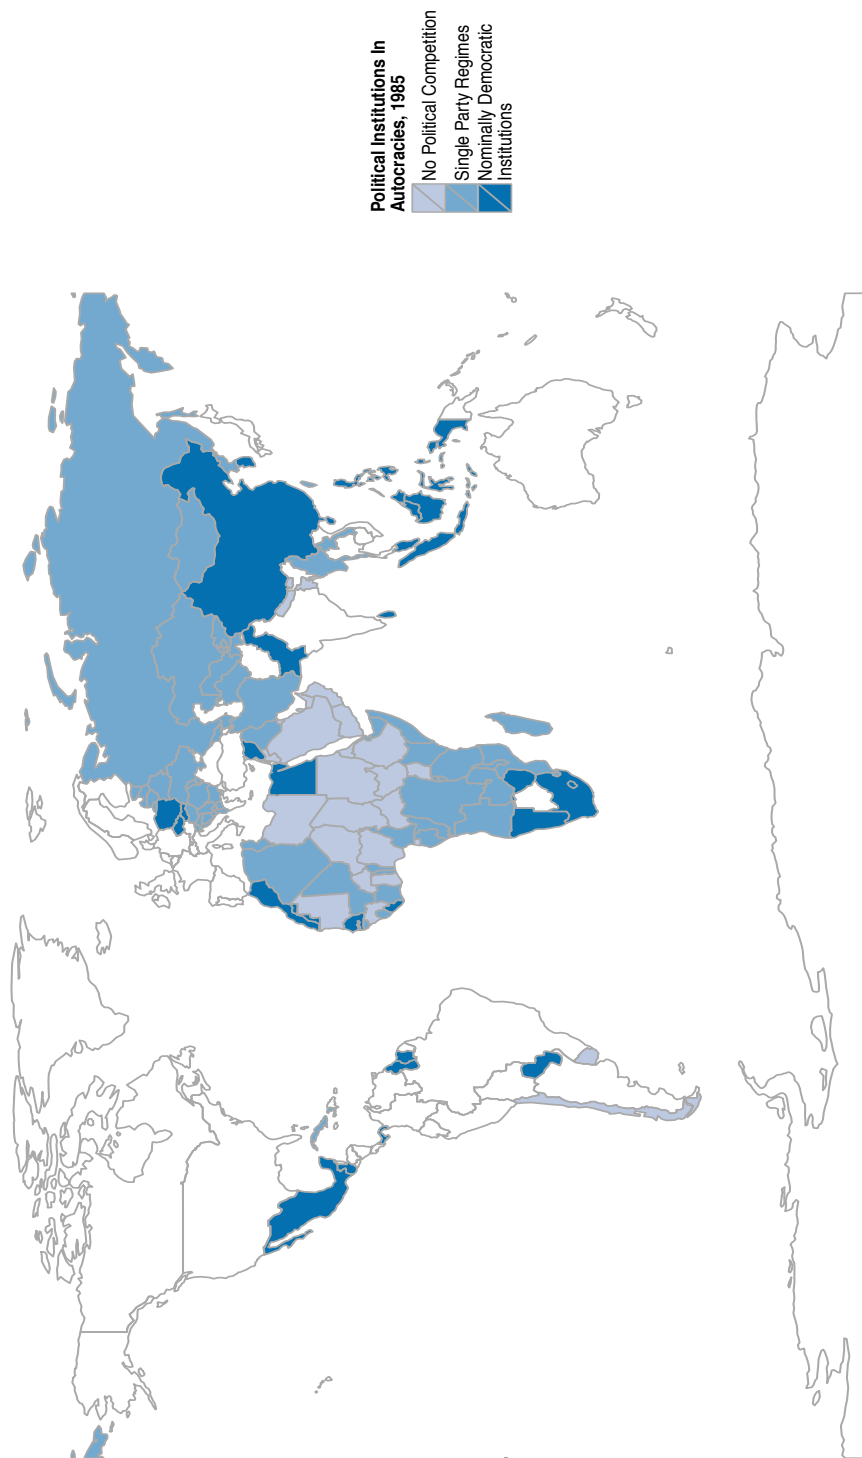 Political Institutions In
Autocracies, 1985
No Political Competition
Single Party Regimes
Nominally Democratic
Institutions